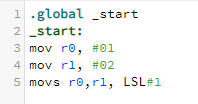 1 .global _start
2 _start:
3 mov r0, #01
4 mov r1, #02
5 movs r0,r1, LSL#1